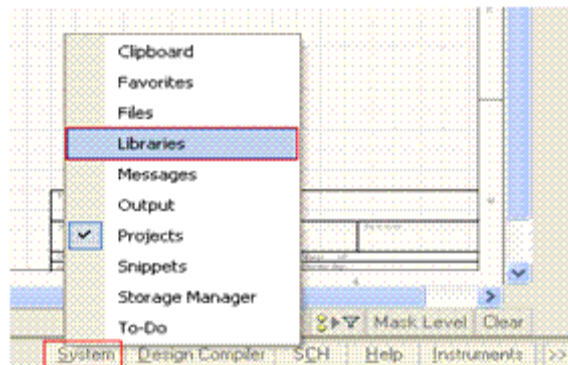 Clipboard
Favorites
Files
Libraries
Messages
Output
Projects
Snippets
Storage Manager
To-Do
Mask Level Clear
System Design Compiler SCH Help Instruments >>